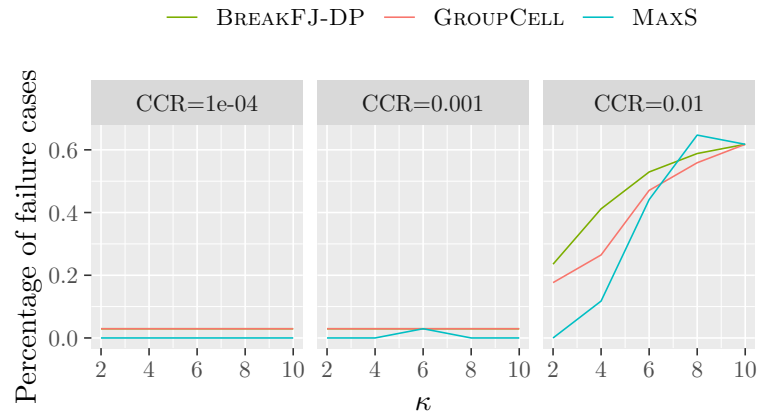 BREAKFJ-DP GROUPCELL MAXS
CCR=1e-04 CCR=0.001 CCR=0.01
Percentage of failure cases
0.6
0.4
0.2
0.0
2 4 6 8 10 2 4 6 8 10 2 4 6 8 10
κ